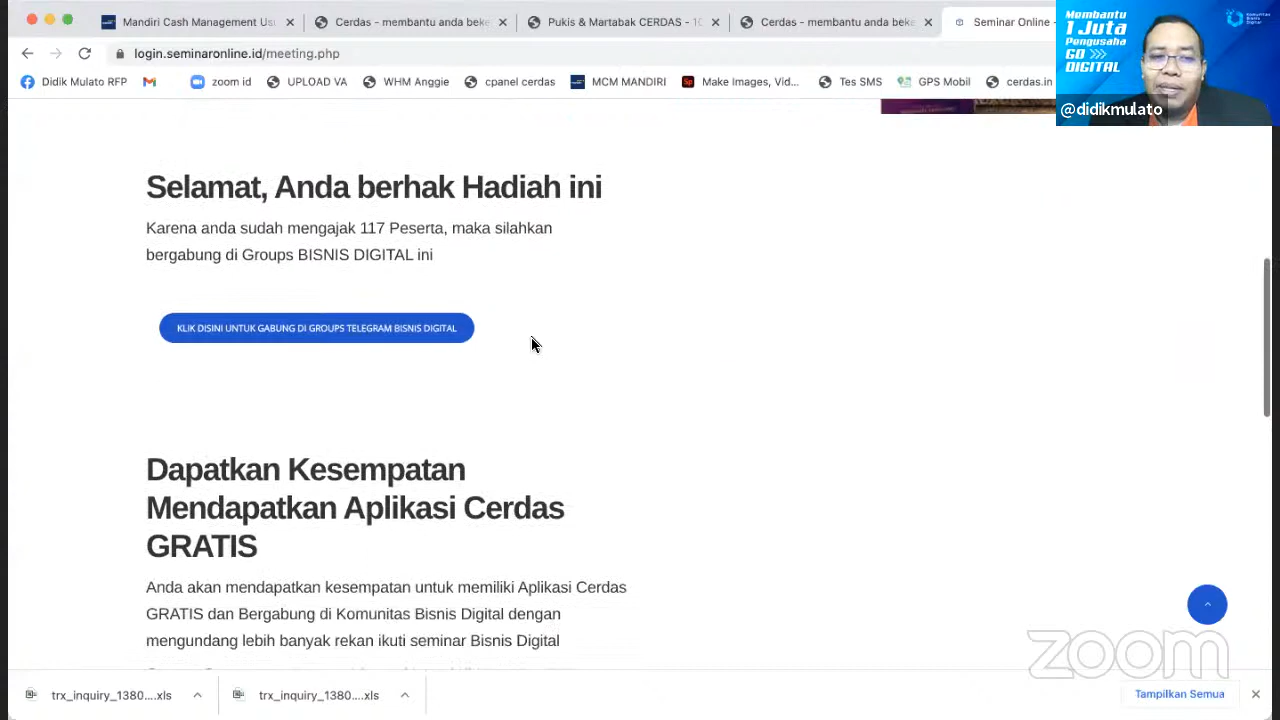 Mandiri Cash Management Us
Cerdas - membantu anda beke
Pukis & Martabak CERDAS - 10
Cerdas - membantu anda beke
Seminar Online -
login.seminaronline.id/meeting.php
Didik Mulato RFP
zoom id
UPLOAD VA
WHM Anggie
cpanel cerdas
MCM MANDIRI
Make Images, Vid...
Tes SMS
GPS Mobil
cerdas.in
Membantu
1 Juta
Pengusaha
GO
DIGITAL
@didikmulato
Selamat, Anda berhak Hadiah ini
Karena anda sudah mengajak 117 Peserta, maka silahkan
bergabung di Groups BISNIS DIGITAL ini
KLIK DISINI UNTUK GABUNG DI GROUPS TELEGRAM BISNIS DIGITAL
Dapatkan Kesempatan
Mendapatkan Aplikasi Cerdas
GRATIS
Anda akan mendapatkan kesempatan untuk memiliki Aplikasi Cerdas
GRATIS dan Bergabung di Komunitas Bisnis Digital dengan
mengundang lebih banyak rekan ikuti seminar Bisnis Digital
zoom
trx_inquiry_1380....xls
trx_inquiry_1380....xls
Tampilkan Semua